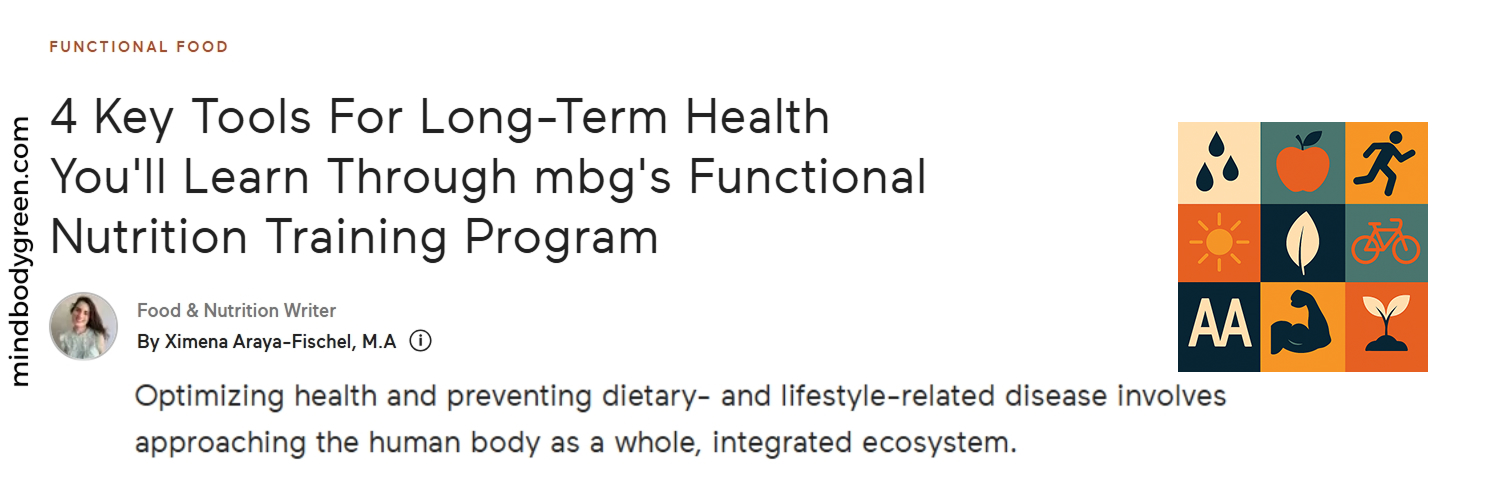 FUNCTIONAL FOOD
4 Key Tools For Long-Term Health
You'll Learn Through mbg's Functional
Nutrition Training Program
mindbodygreen.com
Food & Nutrition Writer
By Ximena Araya-Fischel, M.A
AA
Optimizing health and preventing dietary- and lifestyle-related disease involves
approaching the human body as a whole, integrated ecosystem.